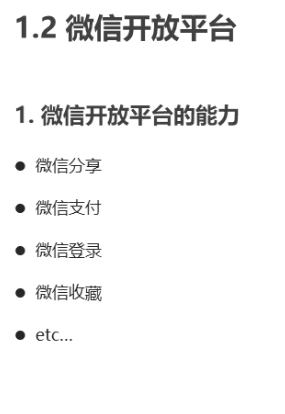 1.2 微信开放平台
1. 微信开放平台的能力
● 微信分享
● 微信支付
● 微信登录
● 微信收藏
● etc...